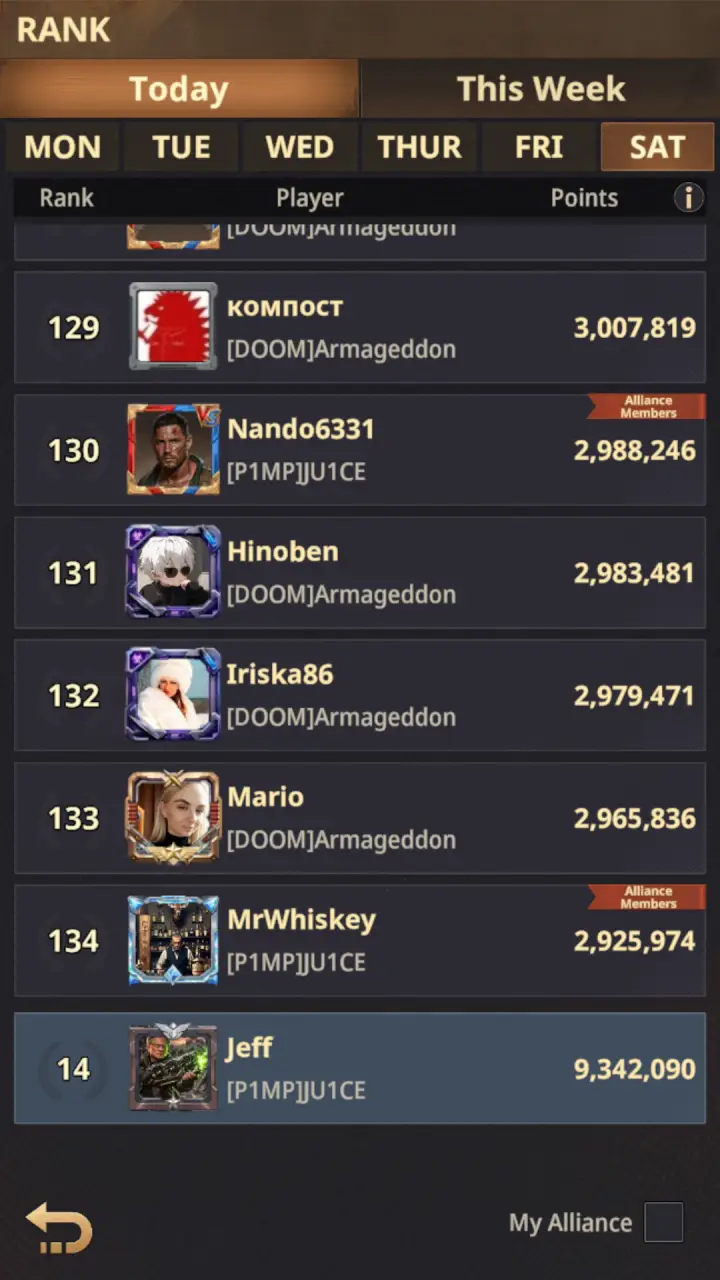 RANK
Today
This Week
MON TUE WED THUR FRI SAT
Rank Player Points
[DOOM]Armageddon
129
компост
[DOOM]Armageddon
3,007,819
Alliance
Members
130
Nando6331
[P1MP]JU1CE
2,988,246
131
Hinoben
[DOOM]Armageddon
2,983,481
132
Iriska86
[DOOM]Armageddon
2,979,471
133
Mario
[DOOM]Armageddon
2,965,836
Alliance
Members
134
MrWhiskey
[P1MP]JU1CE
2,925,974
14
Jeff
[P1MP]JU1CE
9,342,090
My Alliance